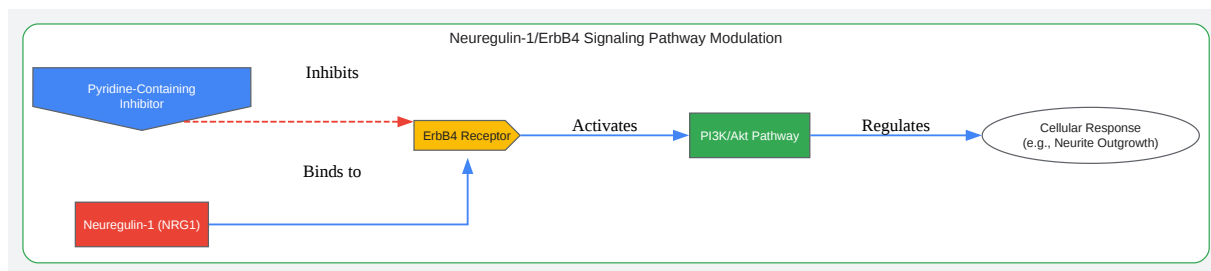 Neuregulin-1/ErbB4 Signaling Pathway Modulation
Inhibits
Pyridine-Containing
Inhibitor
ErbB4 Receptor
Activates
PI3K/Akt Pathway
Regulates
Cellular Response
(e.g., Neurite Outgrowth)
Binds to
Neuregulin-1 (NRG1)